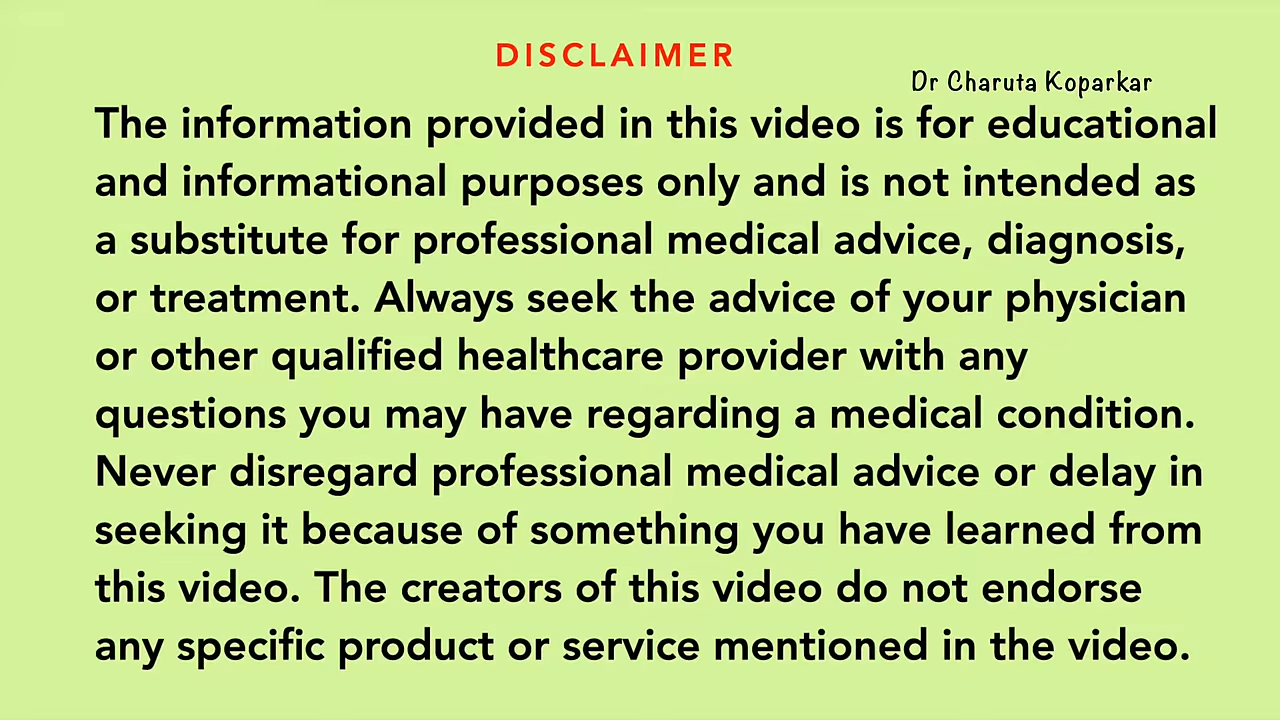 DISCLAIMER
Dr Charuta Koparkar
The information provided in this video is for educational
and informational purposes only and is not intended as
a substitute for professional medical advice, diagnosis,
or treatment. Always seek the advice of your physician
or other qualified healthcare provider with any
questions you may have regarding a medical condition.
Never disregard professional medical advice or delay in
seeking it because of something you have learned from
this video. The creators of this video do not endorse
any specific product or service mentioned in the video.